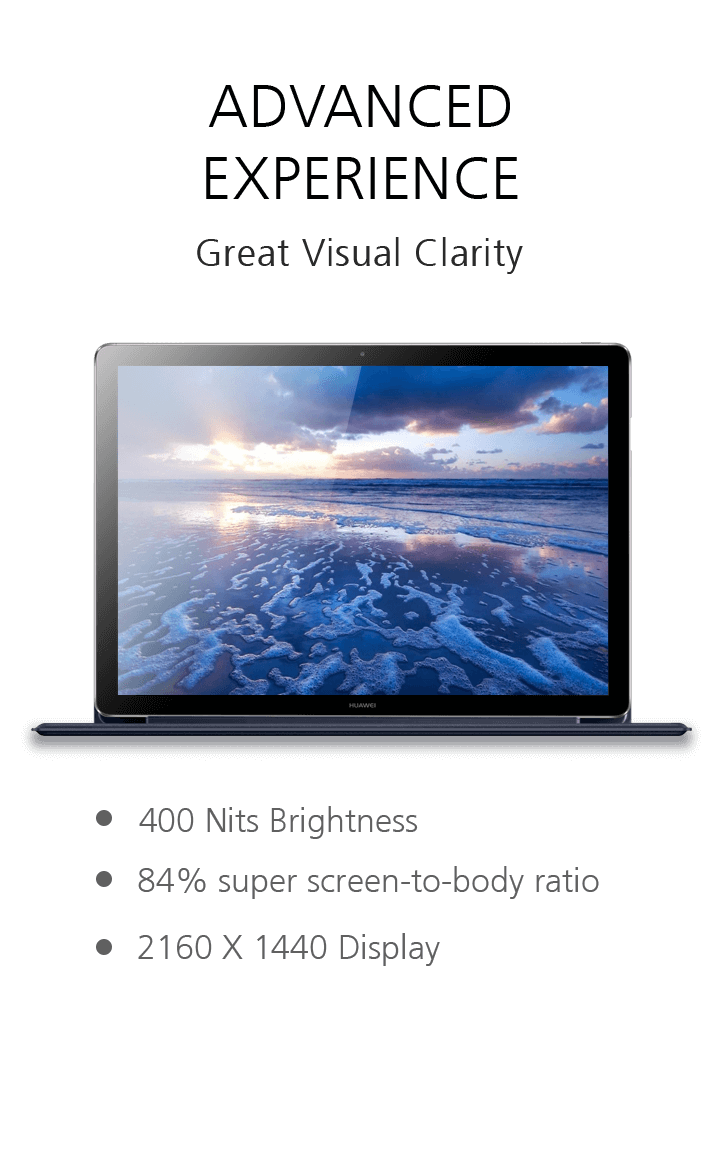 ADVANCED
EXPERIENCE
Great Visual Clarity
HUAWEI
400 Nits Brightness
84% super screen-to-body ratio
2160 X 1440 Display